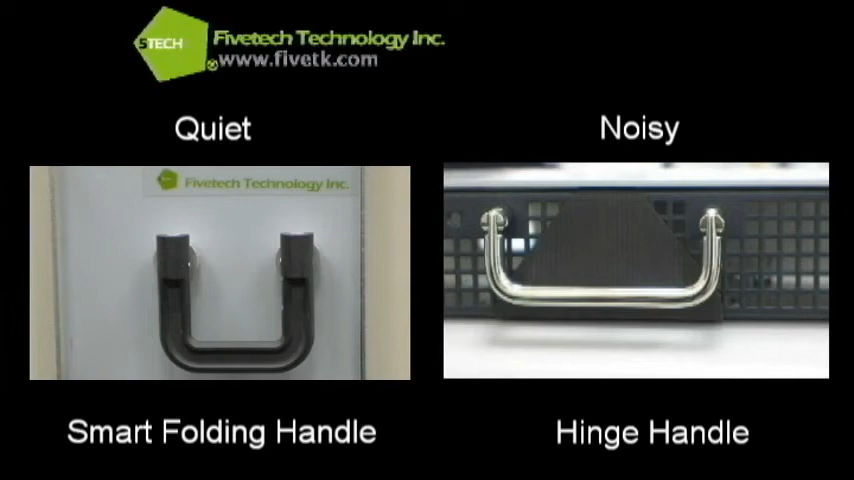 5TECH
Fivetech Technology Inc.
www.fivetk.com
Quiet
Noisy
Fivetech Technology Inc.
Smart Folding Handle
Hinge Handle